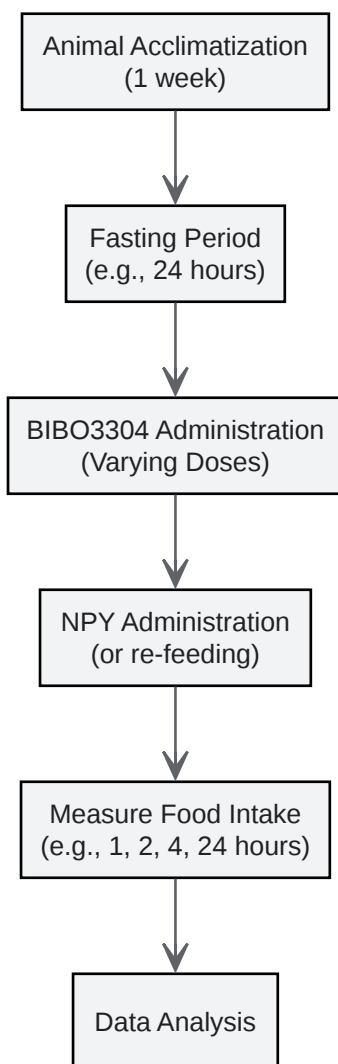 Animal Acclimatization
(1 week)
Fasting Period
(e.g., 24 hours)
BIBO3304 Administration
(Varying Doses)
NPY Administration
(or re-feeding)
Measure Food Intake
(e.g., 1, 2, 4, 24 hours)
Data Analysis